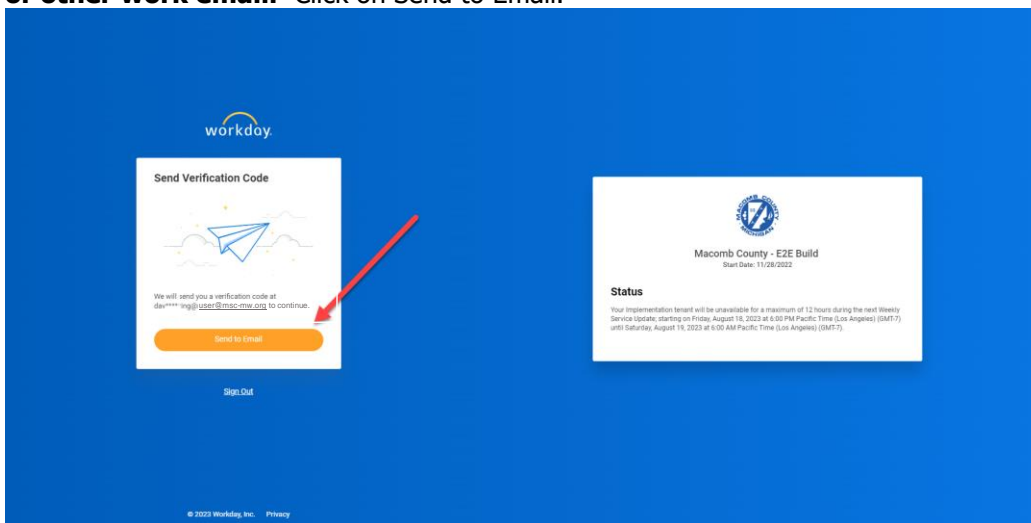 or other work email. Click on Send to Email.
workday.
Send Verification Code
We will send you a verification code at
dav**** ing@user@msc-mw.org to continue.
Send to Email
Sign Out
© 2023 Workday, Inc. Privacy
MACOMB COUNTY
MICHIGAN
Macomb County - E2E Build
Start Date: 11/28/2022
Status
Your Implementation tenant will be unavailable for a maximum of 12 hours during the next Weekly
Service Update; starting on Friday, August 18, 2023 at 6:00 PM Pacific Time (Los Angeles) (GMT-7)
until Saturday, August 19, 2023 at 6:00 AM Pacific Time (Los Angeles) (GMT-7).